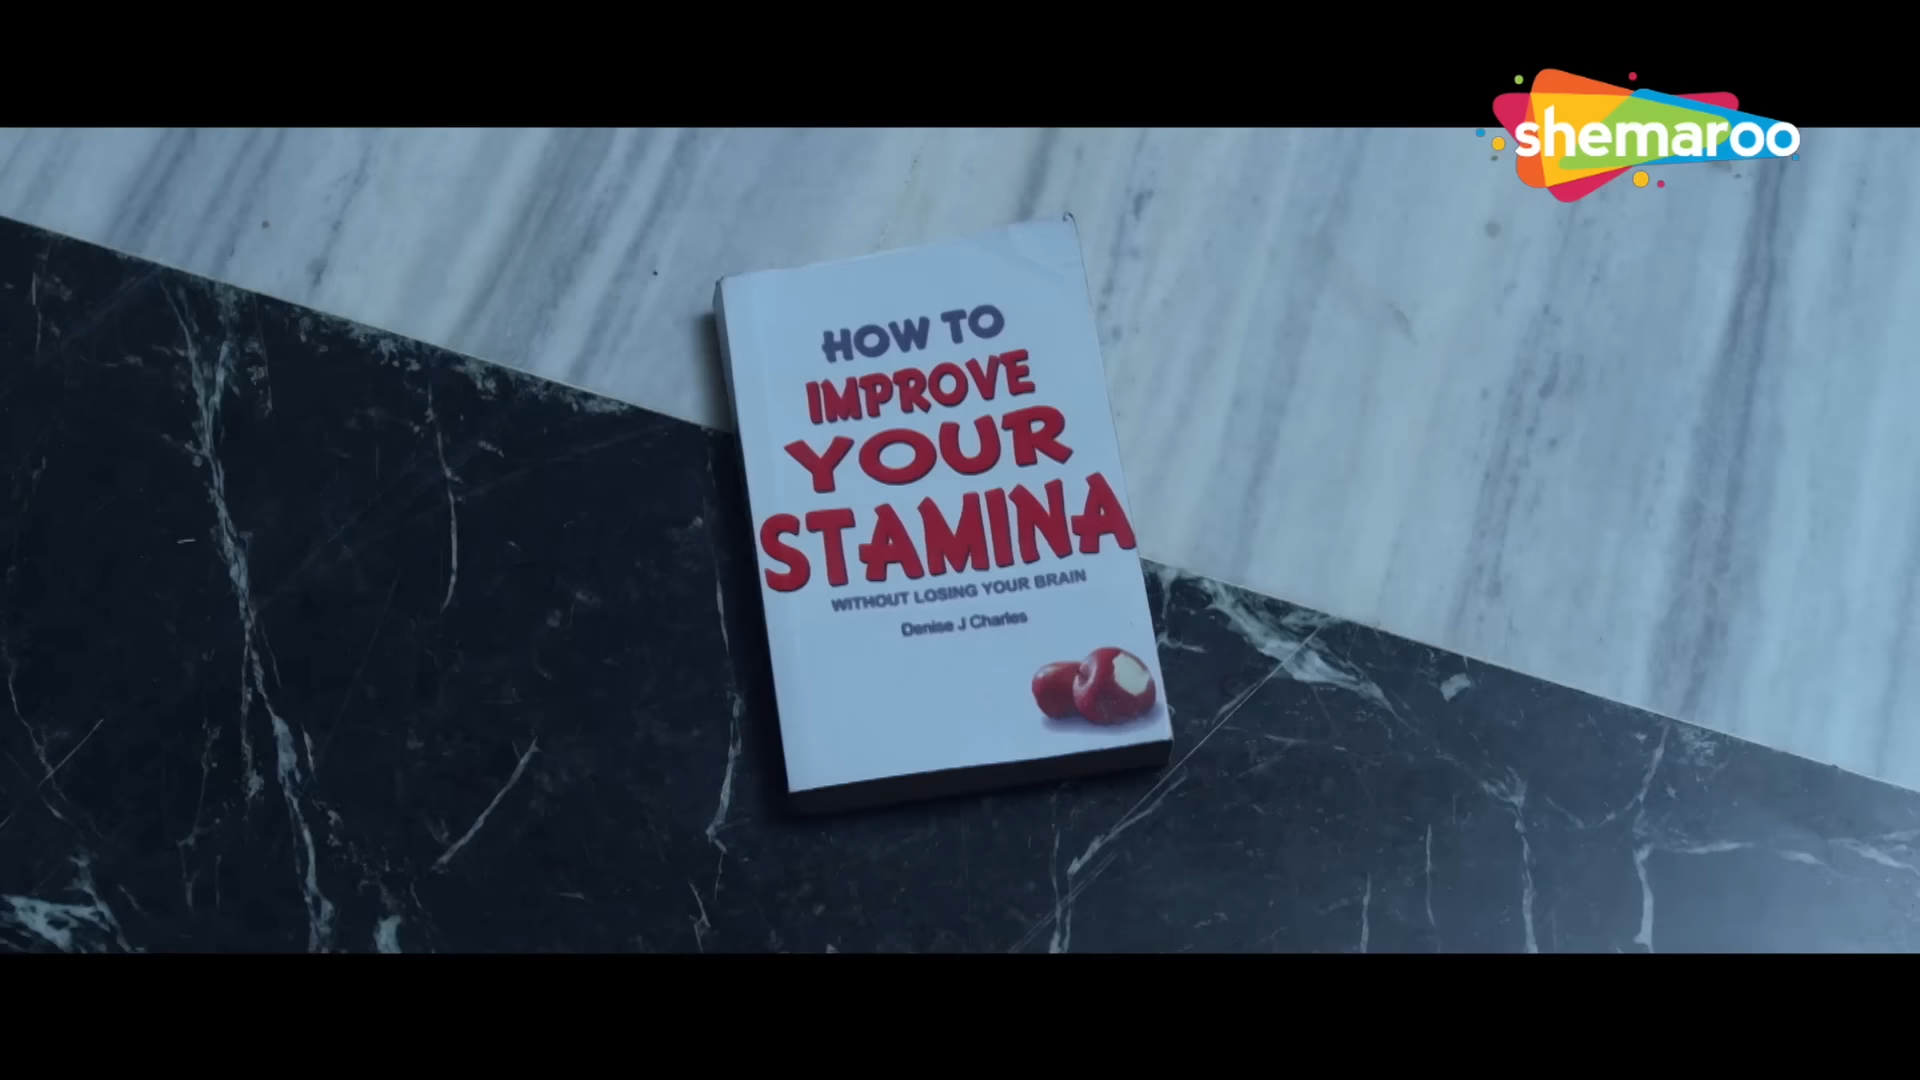 shemaroo
HOW TO
IMPROVE
YOUR
STAMINA
WITHOUT LOSING YOUR BRAIN
Denise J Charles